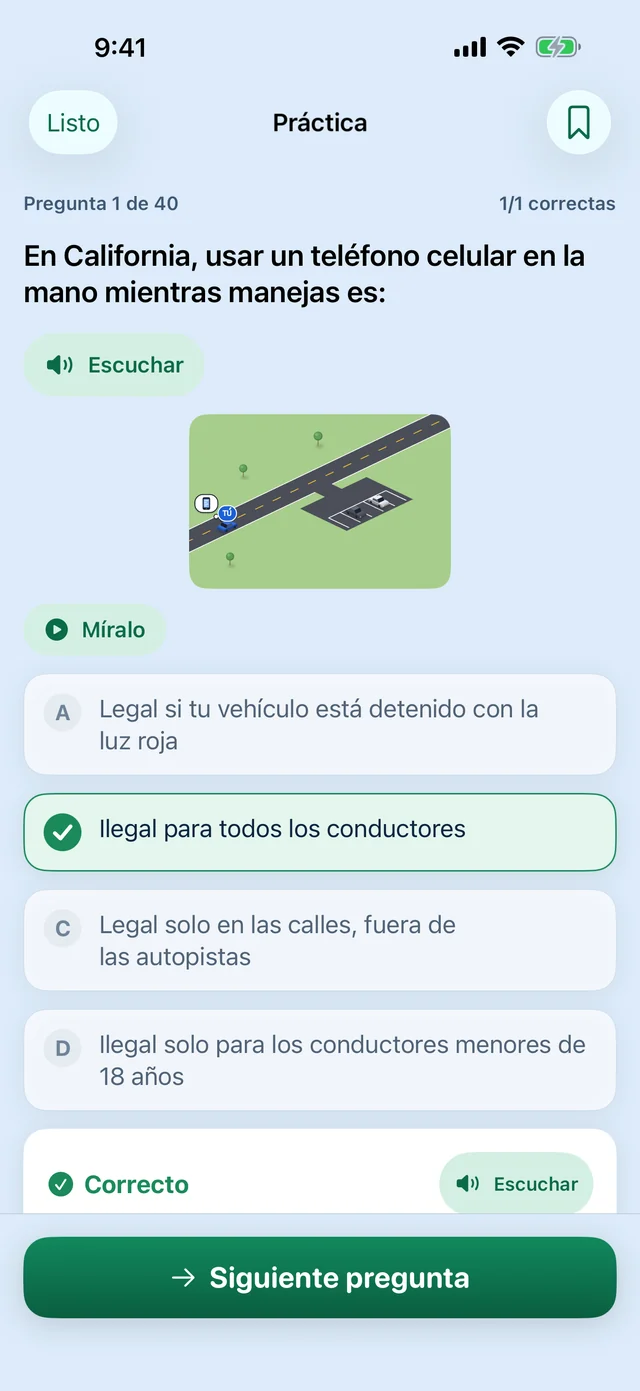 9:41
Listo
Práctica
Pregunta 1 de 40
1/1 correctas
En California, usar un teléfono celular en la
mano mientras manejas es:
Escuchar
TÚ
Míralo
A
Legal si tu vehículo está detenido con la
luz roja
Ilegal para todos los conductores
C
Legal solo en las calles, fuera de
las autopistas
D
Ilegal solo para los conductores menores de
18 años
Correcto
Escuchar
Siguiente pregunta